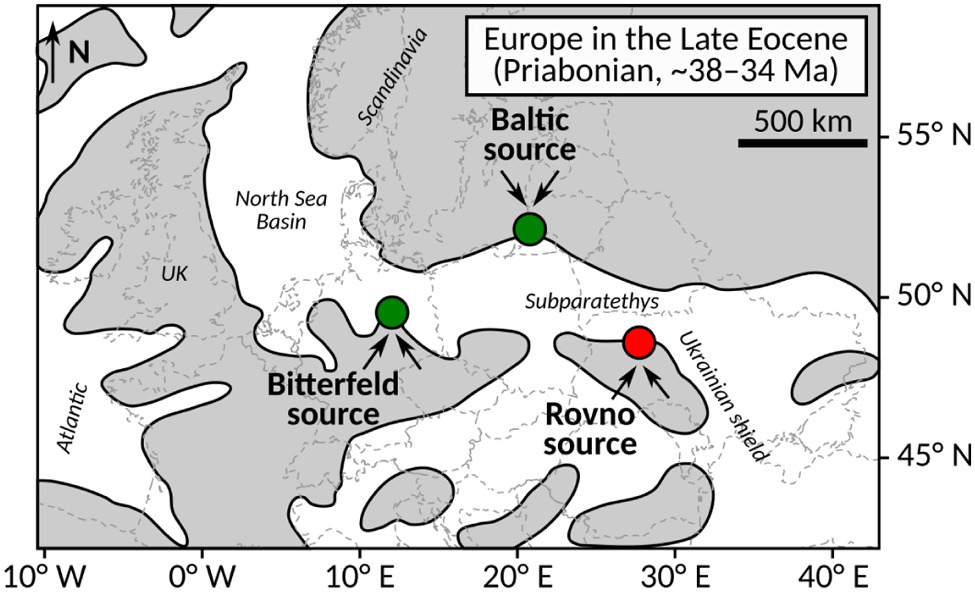 N
Scandinavia
Europe in the Late Eocene
(Priabonian, ~38–34 Ma)
500 km
Baltic
source
55° N
North Sea
Basin
UK
50° N
Subparatethys
Bitterfeld
source
Ukrainian shield
Atlantic
Rovno
source
45° N
10° W
0° W
10° E
20° E
30° E
40° E